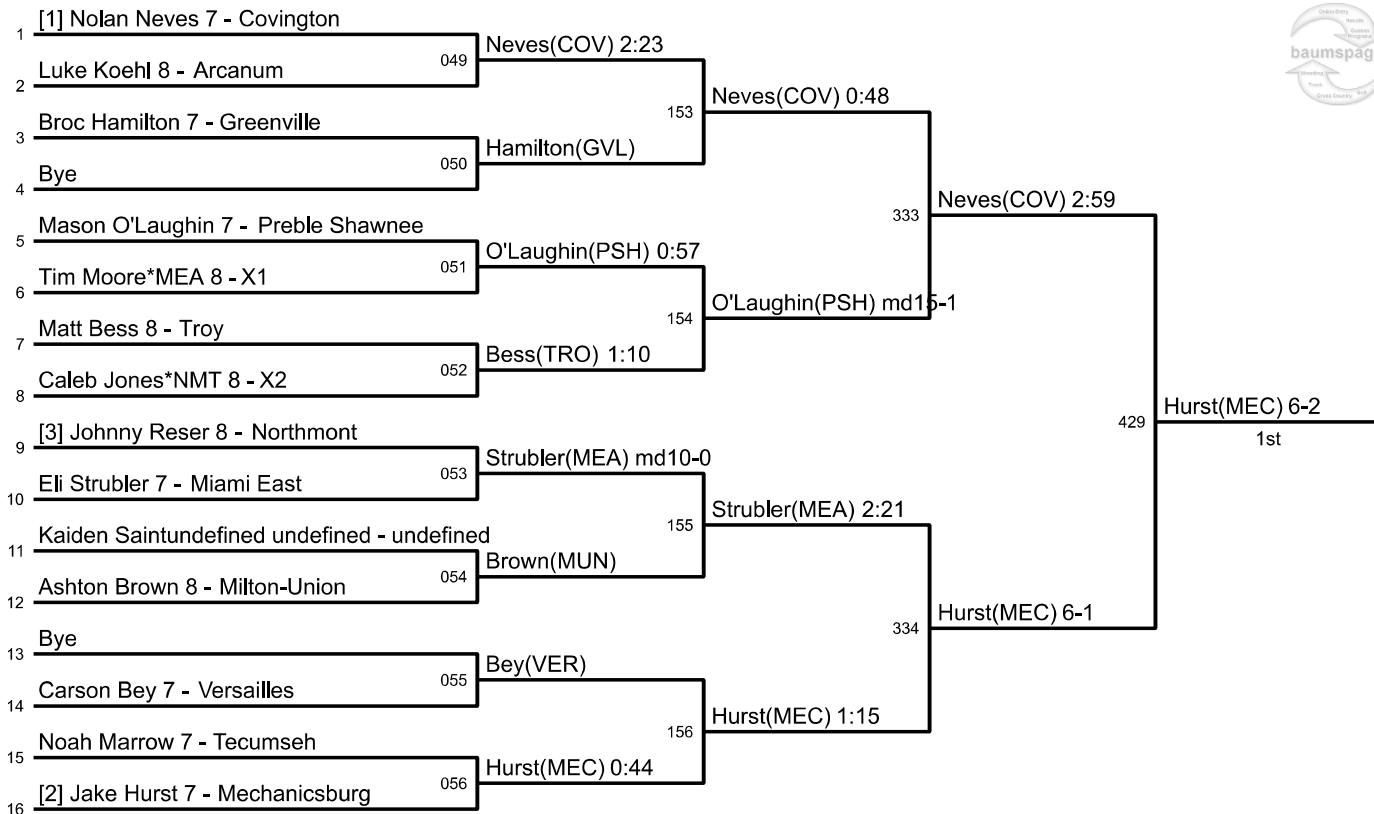 [1] Nolan Neves 7 - Covington
1
Neves(COV) 2:23
049
Luke Koehl 8 - Arcanum
2
Neves(COV) 0:48
153
Broc Hamilton 7 - Greenville
3
Hamilton(GVL)
050
Bye
4
Neves(COV) 2:59
333
Mason O'Laughin 7 - Preble Shawnee
5
O'Laughin(PSH) 0:57
051
Tim Moore*MEA 8 - X1
6
O'Laughin(PSH) md15-1
154
Matt Bess 8 - Troy
7
Bess(TRO) 1:10
052
Caleb Jones*NMT 8 - X2
8
Hurst(MEC) 6-2
429
1st
[3] Johnny Reser 8 - Northmont
9
Strubler(MEA) md10-0
053
Eli Strubler 7 - Miami East
10
Strubler(MEA) 2:21
155
Kaiden Saintundefined undefined - undefined
11
Brown(MUN)
054
Ashton Brown 8 - Milton-Union
12
Hurst(MEC) 6-1
334
Bye
13
Bey(VER)
055
Carson Bey 7 - Versailles
14
Hurst(MEC) 1:15
156
Noah Marrow 7 - Tecumseh
15
Hurst(MEC) 0:44
056
[2] Jake Hurst 7 - Mechanicsburg
16
baumspag